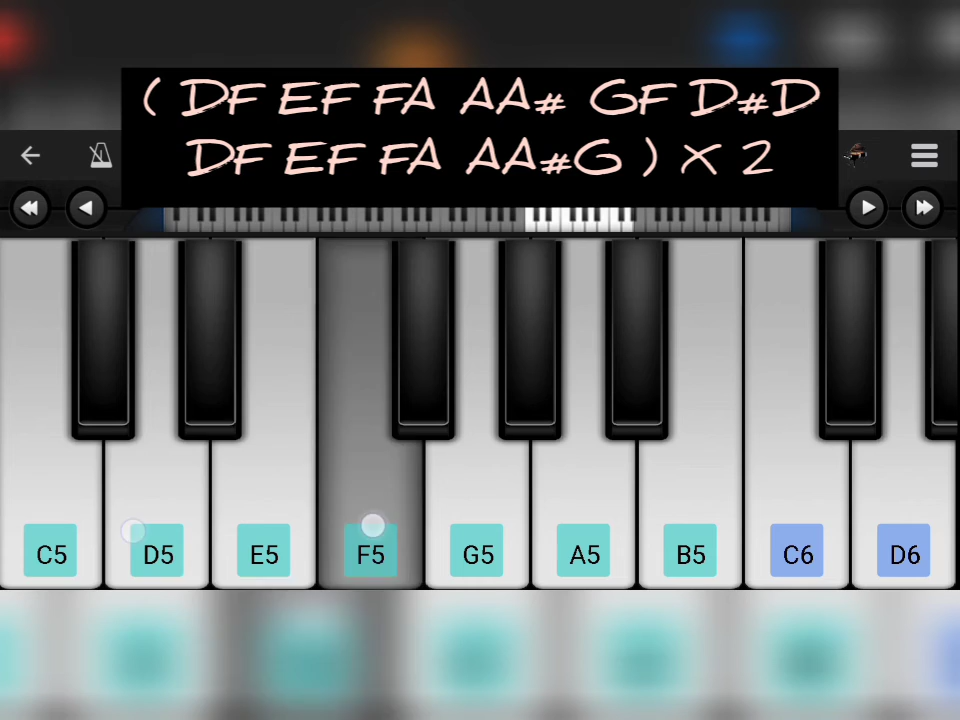 ( DF EF FA AA# GF D#D
DF EF FA AA#G ) X 2
C5 D5 E5 F5 G5 A5 B5 C6 D6